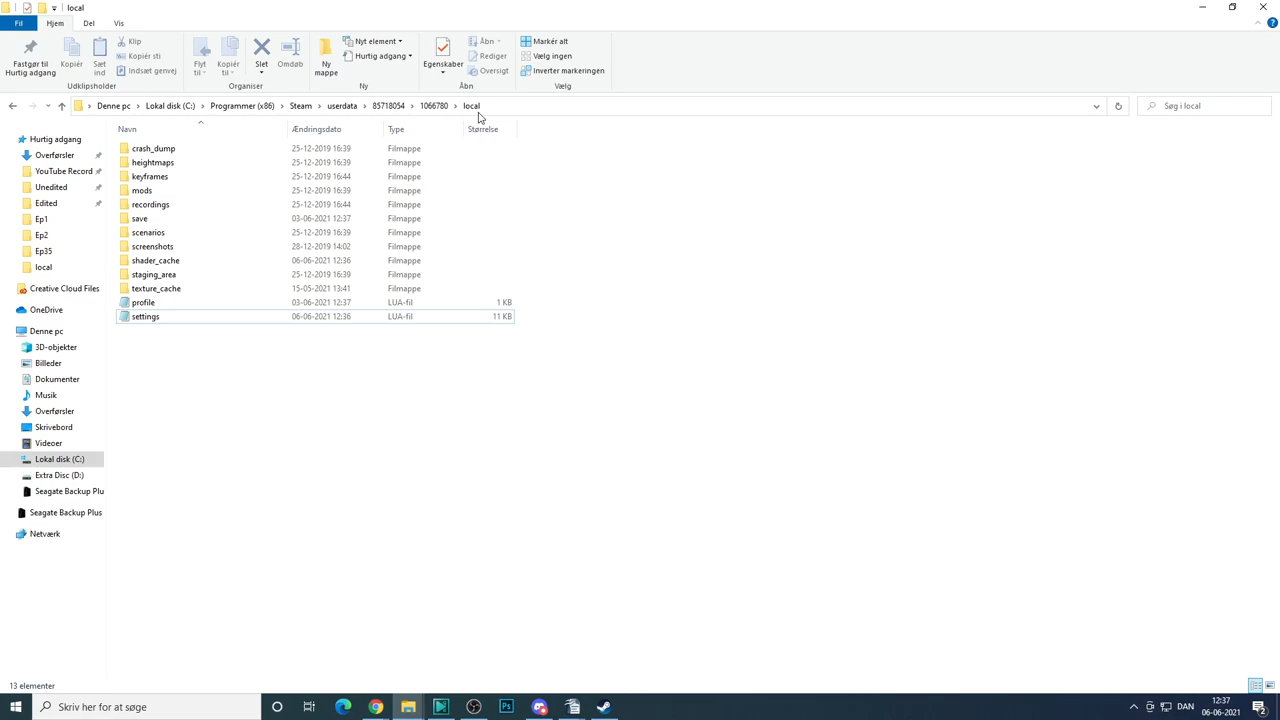 local
Fil Hjem Del Vis
Fastgør til
Hurtig adgang
Kopiér
Sæt
ind
Klip
Kopiér sti
Indsæt genvej
Udklipsholder
Flyt
til
Kopiér
til
Slet
Omdøb
Organiser
Ny
mappe
Nyt element
Hurtig adgang
Ny
Egenskaber
Åbn
Rediger
Oversigt
Åbn
Markér alt
Vælg ingen
Inverter markeringen
Vælg
Denne pc > Lokal disk (C:) > Programmer (x86) > Steam > userdata > 85718054 > 1066780 > local
Søg i local
Navn Ændringsdato Type Størrelse
crash_dump 25-12-2019 16:39 Filmappe
heightmaps 25-12-2019 16:39 Filmappe
keyframes 25-12-2019 16:44 Filmappe
mods 25-12-2019 16:39 Filmappe
recordings 25-12-2019 16:44 Filmappe
save 03-06-2021 12:37 Filmappe
scenarios 25-12-2019 16:39 Filmappe
screenshots 28-12-2019 14:02 Filmappe
shader_cache 06-06-2021 12:36 Filmappe
staging_area 25-12-2019 16:39 Filmappe
texture_cache 15-05-2021 13:41 Filmappe
profile 03-06-2021 12:37 LUA-fil 1 KB
settings 06-06-2021 12:36 LUA-fil 11 KB
Hurtig adgang
Overførsler
YouTube Record
Unedited
Edited
Ep1
Ep2
Ep35
local
Creative Cloud Files
OneDrive
Denne pc
3D-objekter
Billeder
Dokumenter
Musik
Overførsler
Skrivebord
Videoer
Lokal disk (C:)
Extra Disc (D:)
Seagate Backup Plu
Seagate Backup Plus
Netværk
13 elementer
Skriv her for at søge
Ps
DAN
12:37
06-06-2021
2